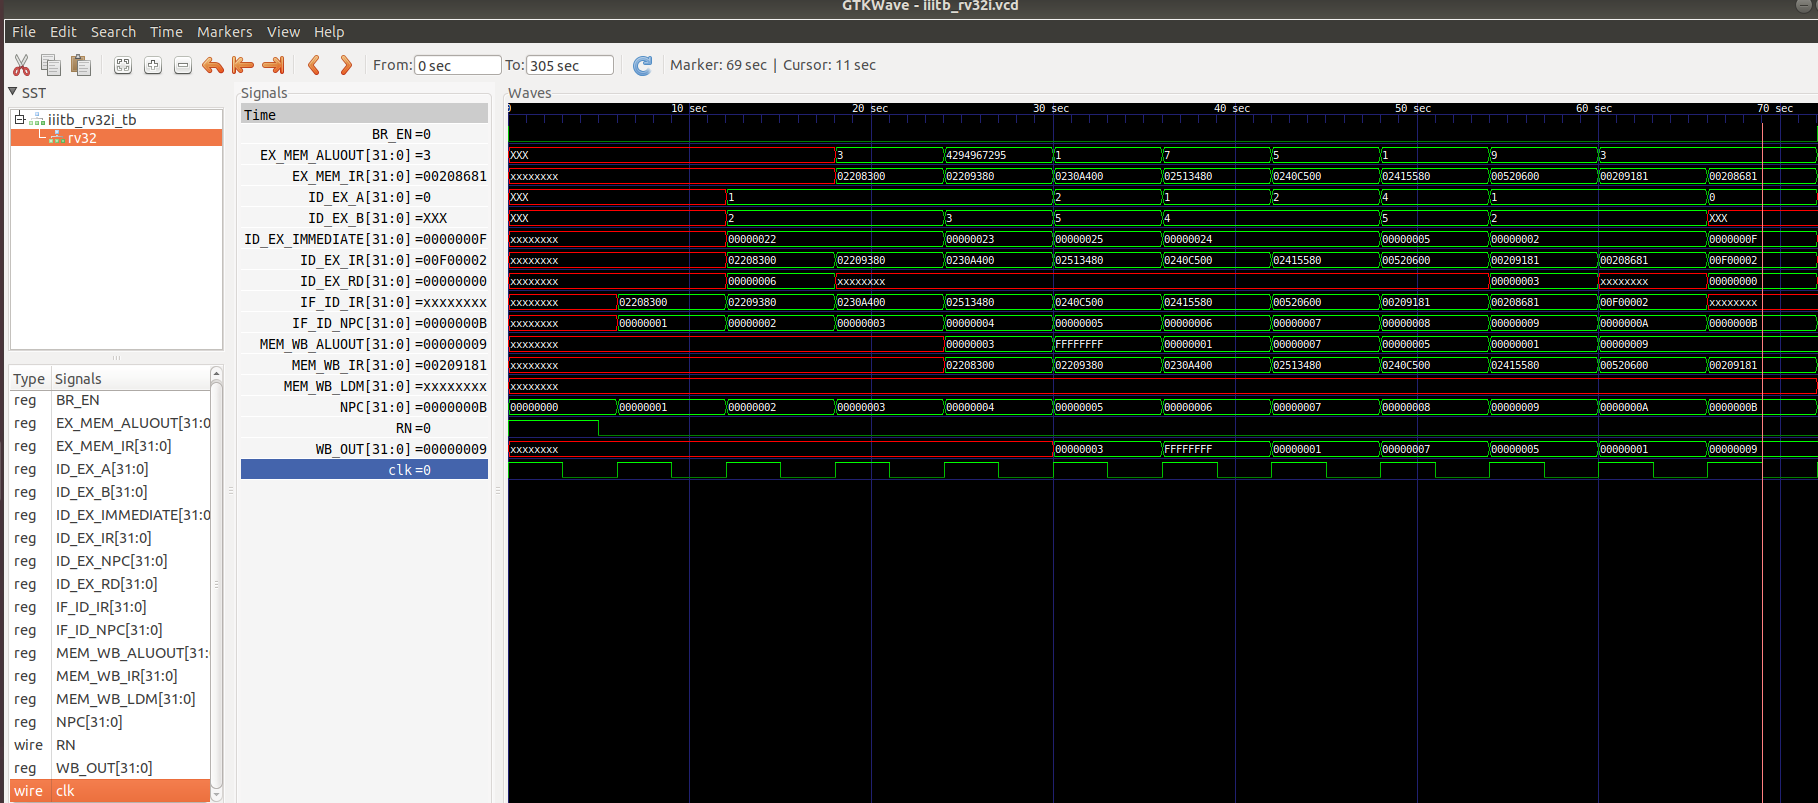 GTKWave - iiitb_rv32i.vcd
File Edit Search Time Markers View Help
From: 0 sec To: 305 sec Marker: 69 sec | Cursor: 11 sec
SST
iiitb_rv32i_tb
rv32
Type Signals
reg BR_EN
reg EX_MEM_ALUOUT[31:0
reg EX_MEM_IR[31:0]
reg ID_EX_A[31:0]
reg ID_EX_B[31:0]
reg ID_EX_IMMEDIATE[31:0
reg ID_EX_IR[31:0]
reg ID_EX_NPC[31:0]
reg ID_EX_RD[31:0]
reg IF_ID_IR[31:0]
reg IF_ID_NPC[31:0]
reg MEM_WB_ALUOUT[31:
reg MEM_WB_IR[31:0]
reg MEM_WB_LDM[31:0]
reg NPC[31:0]
wire RN
reg WB_OUT[31:0]
wire clk
Signals
Time
BR_EN=0
EX_MEM_ALUOUT[31:0]=3
EX_MEM_IR[31:0]=00208681
ID_EX_A[31:0]=0
ID_EX_B[31:0]=XXX
ID_EX_IMMEDIATE[31:0]=0000000F
ID_EX_IR[31:0]=00F00002
ID_EX_RD[31:0]=00000000
IF_ID_IR[31:0]=xxxxxxxx
IF_ID_NPC[31:0]=0000000B
MEM_WB_ALUOUT[31:0]=00000009
MEM_WB_IR[31:0]=00209181
MEM_WB_LDM[31:0]=xxxxxxxx
NPC[31:0]=0000000B
RN=0
WB_OUT[31:0]=00000009
clk=0
Waves
0 10 sec 20 sec 30 sec 40 sec 50 sec 60 sec 70 sec
XXX 3 4294967295 1 7 5 1 9 3
xxxxxxxx 02208300 02209380 0230A400 02513480 0240C500 02415580 00520600 00209181 00208681
XXX 1 2 1 2 4 1 0
XXX 2 3 5 4 5 2 XXX
xxxxxxxx 00000022 00000023 00000025 00000024 00000005 00000002 0000000F
xxxxxxxx 02208300 02209380 0230A400 02513480 0240C500 02415580 00520600 00209181 00208681 00F00002
xxxxxxxx 00000006 xxxxxxxx 00000003 xxxxxxxx 00000000
xxxxxxxx 02208300 02209380 0230A400 02513480 0240C500 02415580 00520600 00209181 00208681 00F00002 xxxxxxxx
xxxxxxxx 00000001 00000002 00000003 00000004 00000005 00000006 00000007 00000008 00000009 0000000A 0000000B
xxxxxxxx 00000003 FFFFFFFF 00000001 00000007 00000005 00000001 00000009
xxxxxxxx 02208300 02209380 0230A400 02513480 0240C500 02415580 00520600 00209181
xxxxxxxx
00000000 00000001 00000002 00000003 00000004 00000005 00000006 00000007 00000008 00000009 0000000A 0000000B
xxxxxxxx 00000003 FFFFFFFF 00000001 00000007 00000005 00000001 00000009